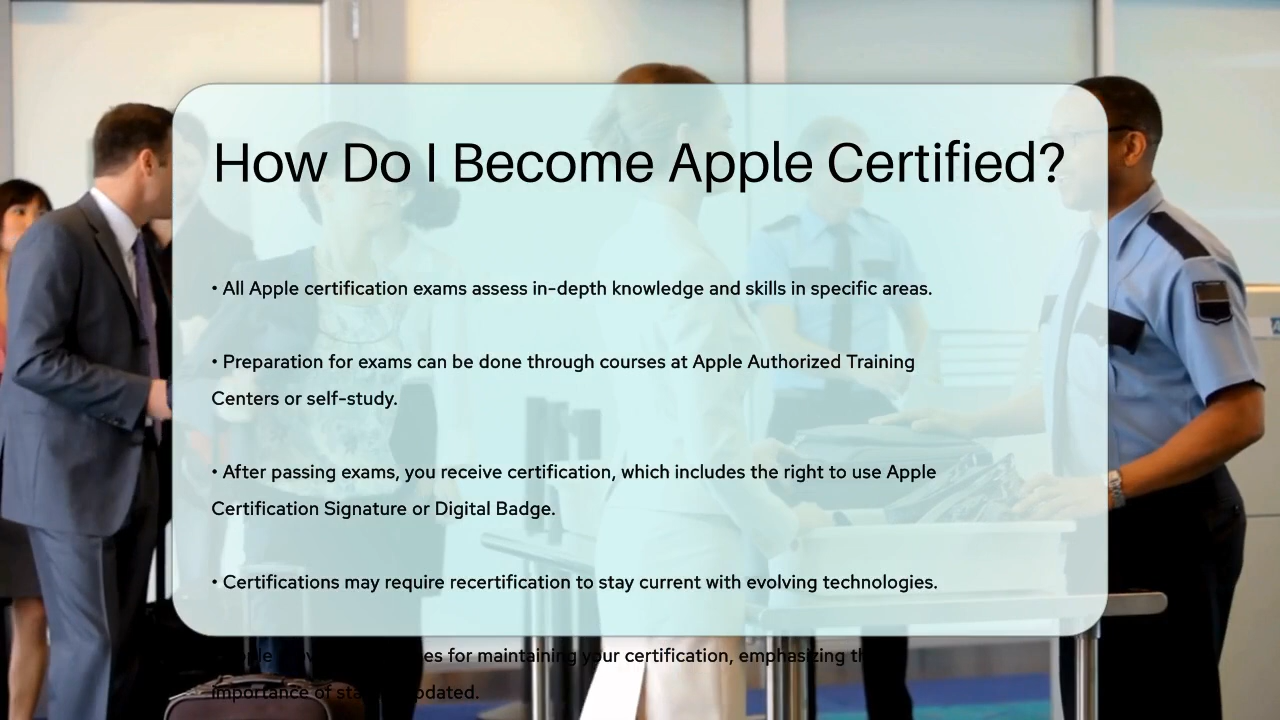 How Do I Become Apple Certified?
• All Apple certification exams assess in-depth knowledge and skills in specific areas.
• Preparation for exams can be done through courses at Apple Authorized Training
Centers or self-study.
• After passing exams, you receive certification, which includes the right to use Apple
Certification Signature or Digital Badge.
• Certifications may require recertification to stay current with evolving technologies.
for maintaining your certification, emphasizing
importance of